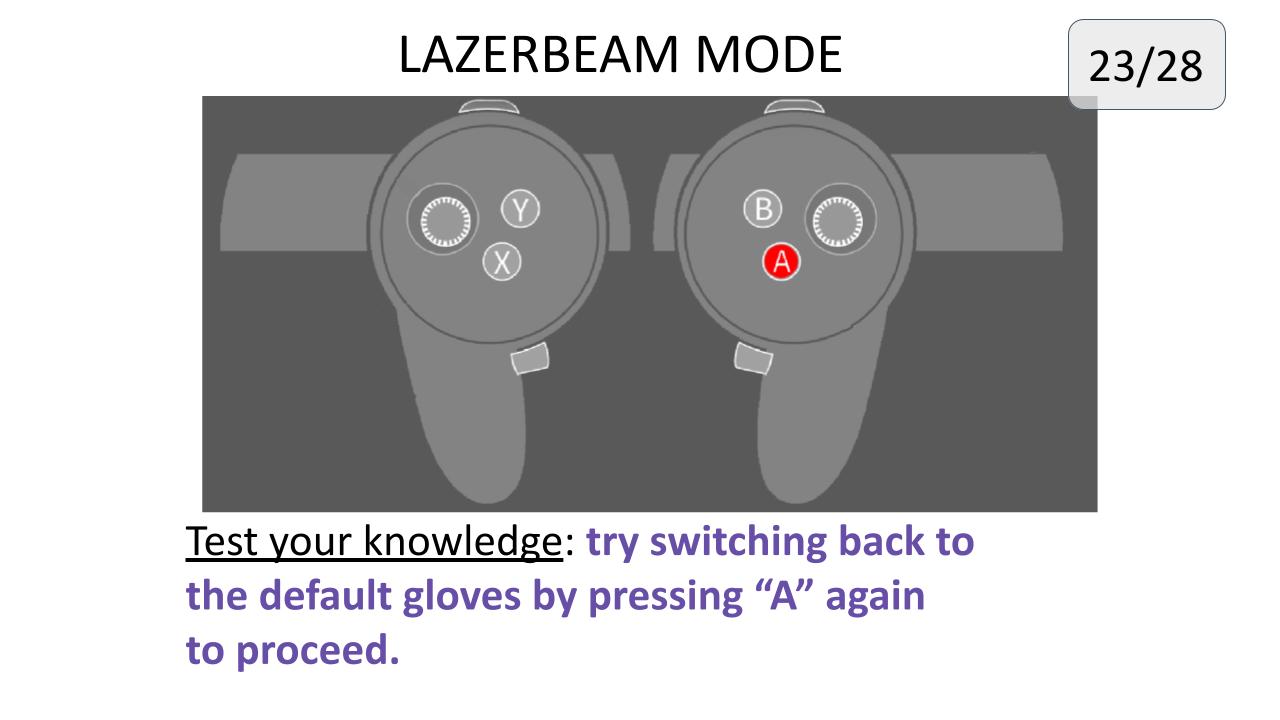 LAZERBEAM MODE
23/28
Y
B
X
A
Test your knowledge: try switching back to
the default gloves by pressing “A” again
to proceed.